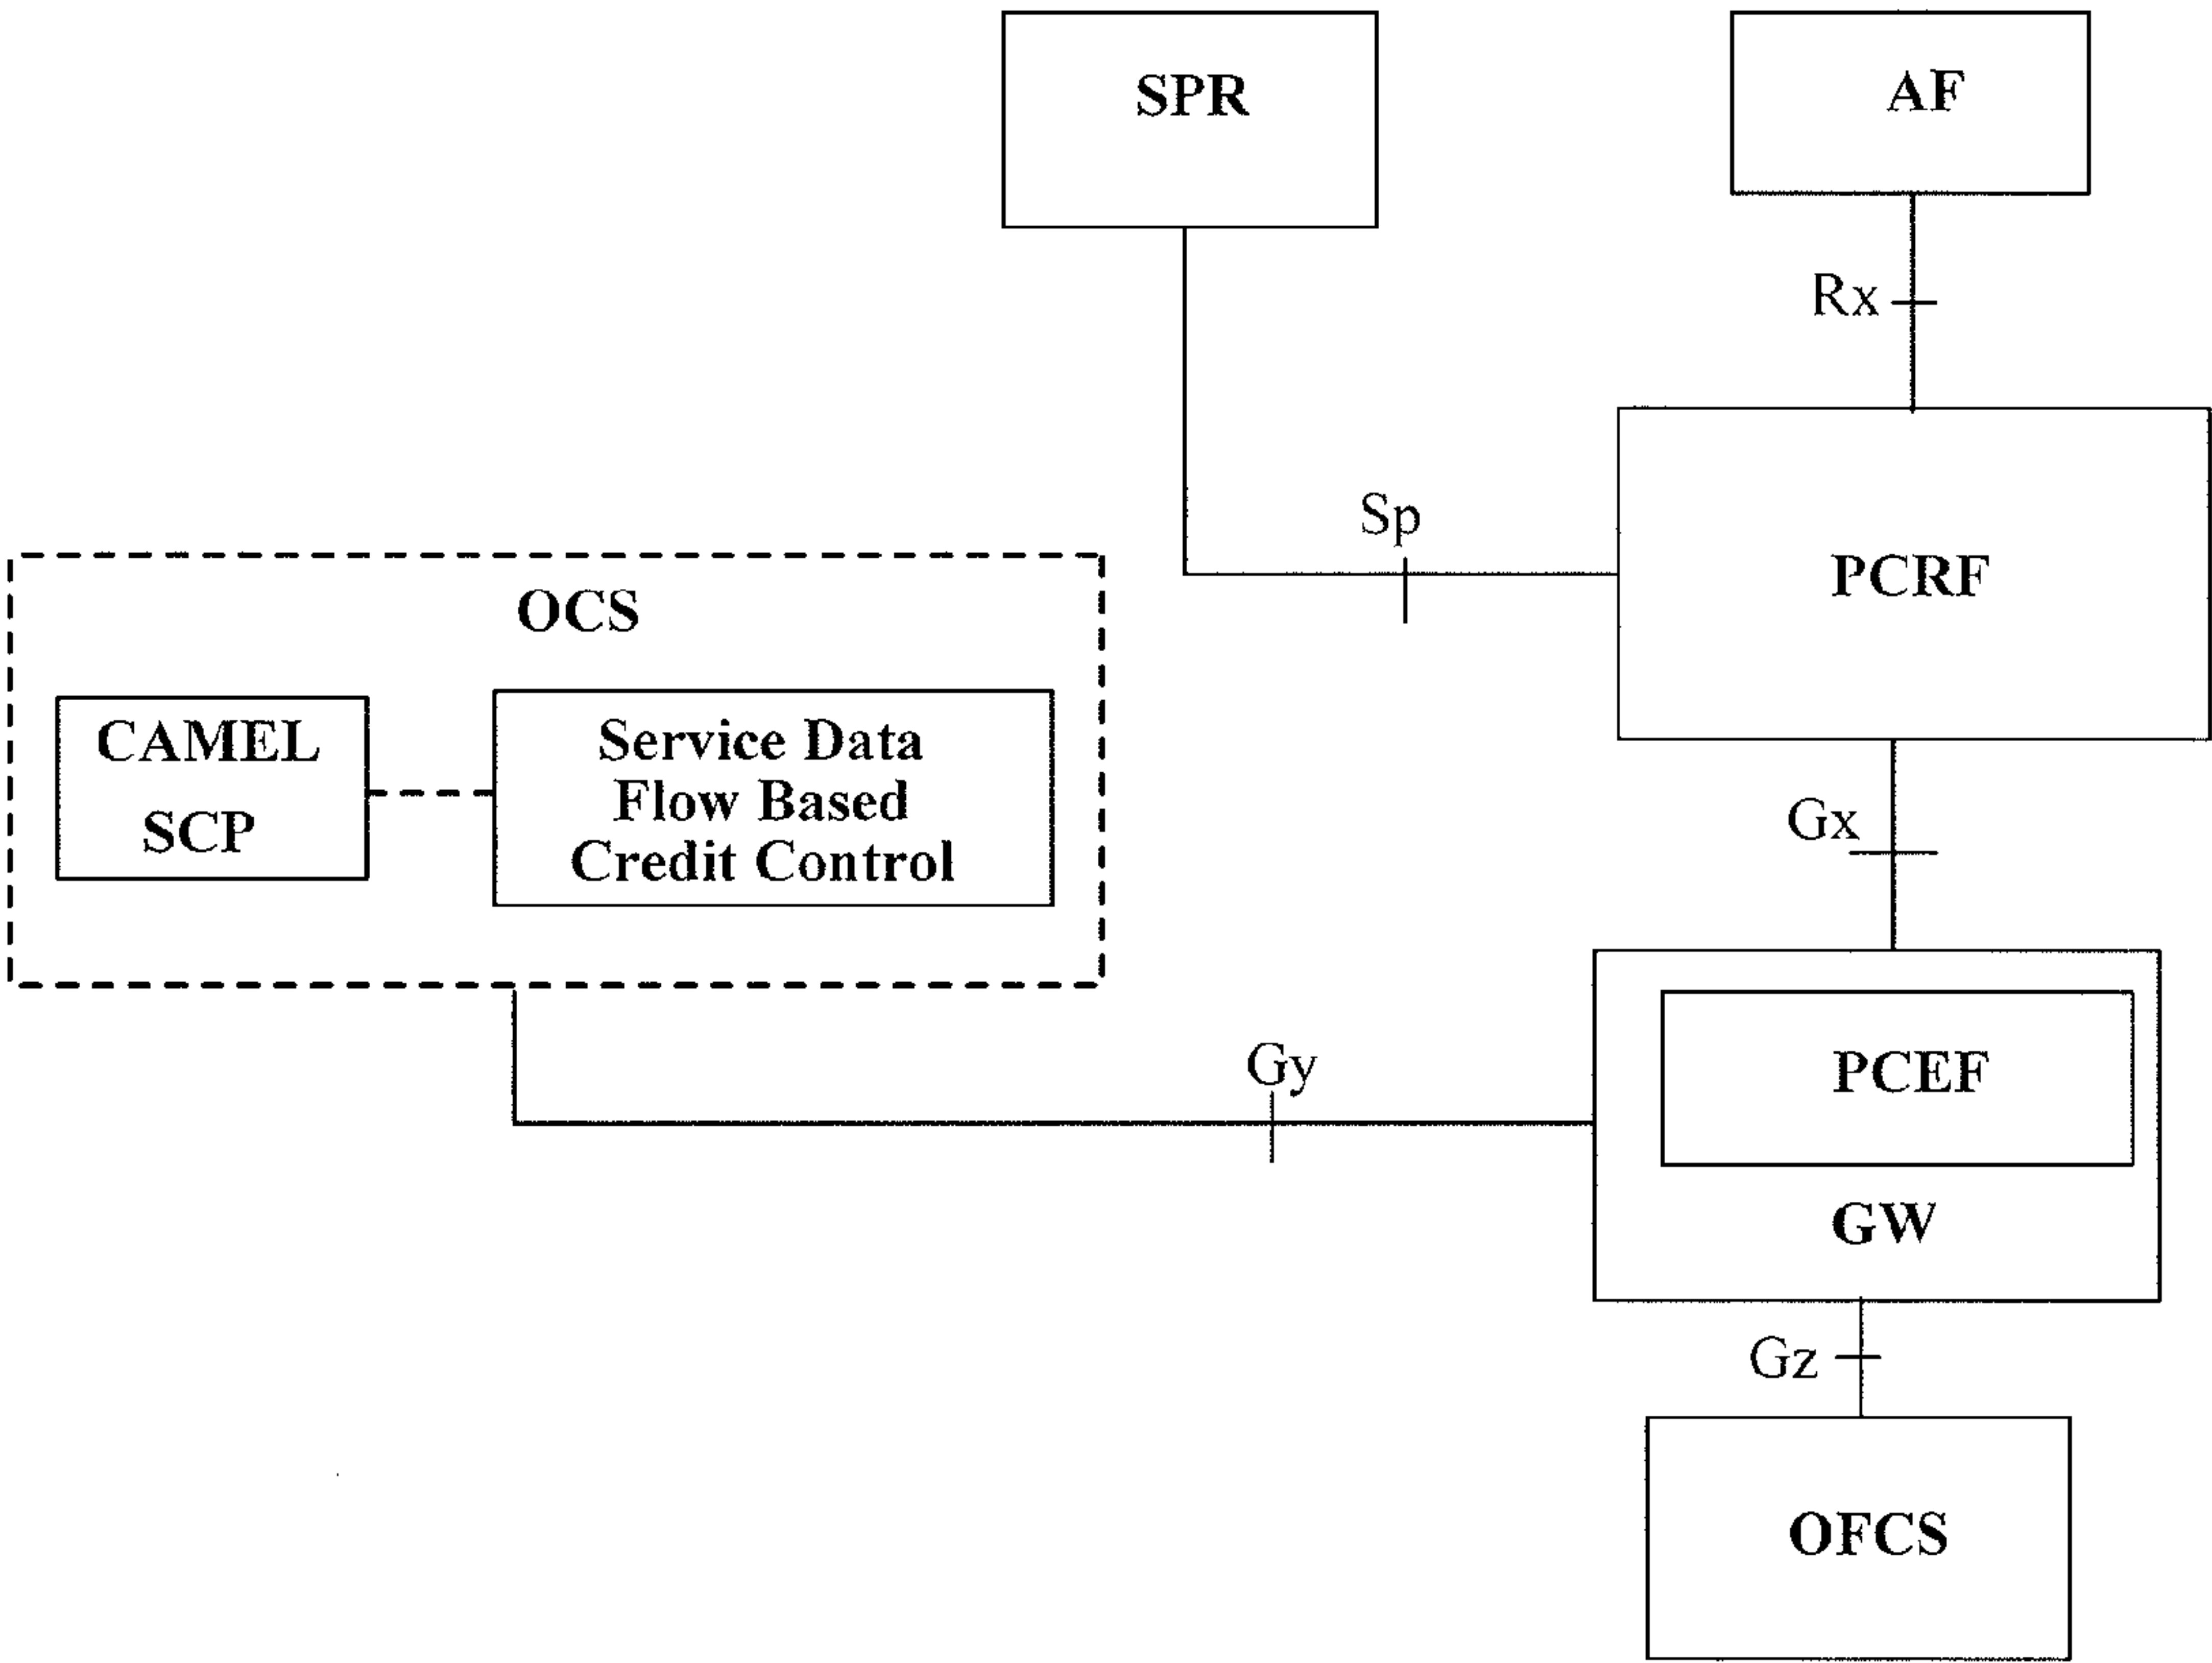 SPR
AF
Rx
Sp
PCRF
OCS
CAMEL
SCP
Service Data
Flow Based
Credit Control
Gx
Gy
PCEF
GW
Gz
OFCS